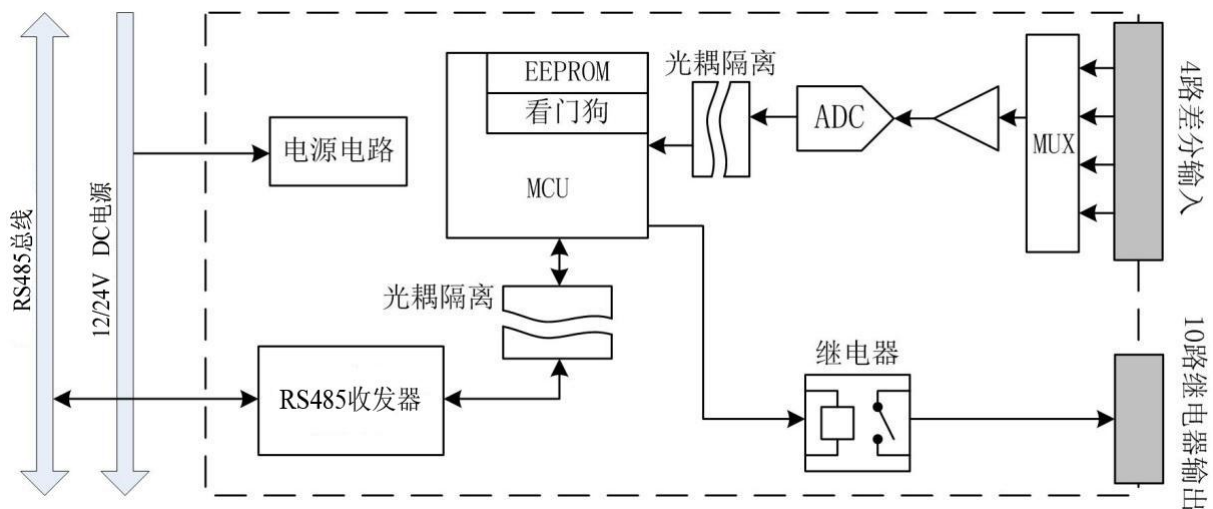 RS485总线
12/24V DC电源
电源电路
EEPROM
看门狗
MCU
光耦隔离
ADC
MUX
4路差分输入
光耦隔离
RS485收发器
继电器
10路继电器输出